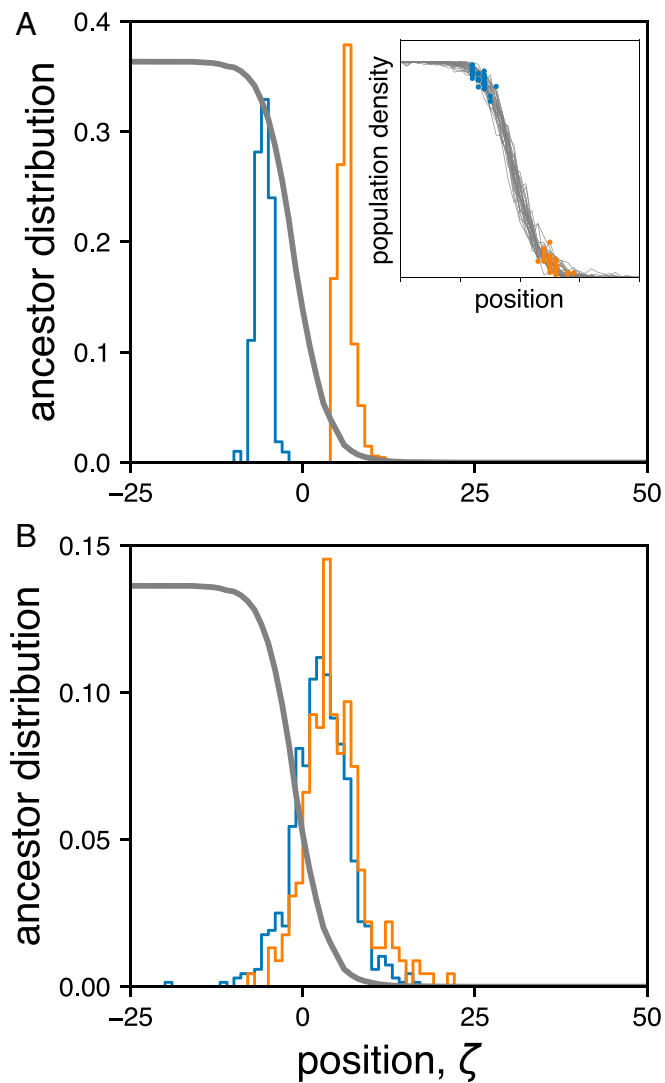 A
0.4
0.3
0.2
0.1
0.0
ancestor distribution
population density
position
−25
0
25
50
B
0.15
0.10
0.05
0.00
ancestor distribution
−25
0
25
50
position, ζ